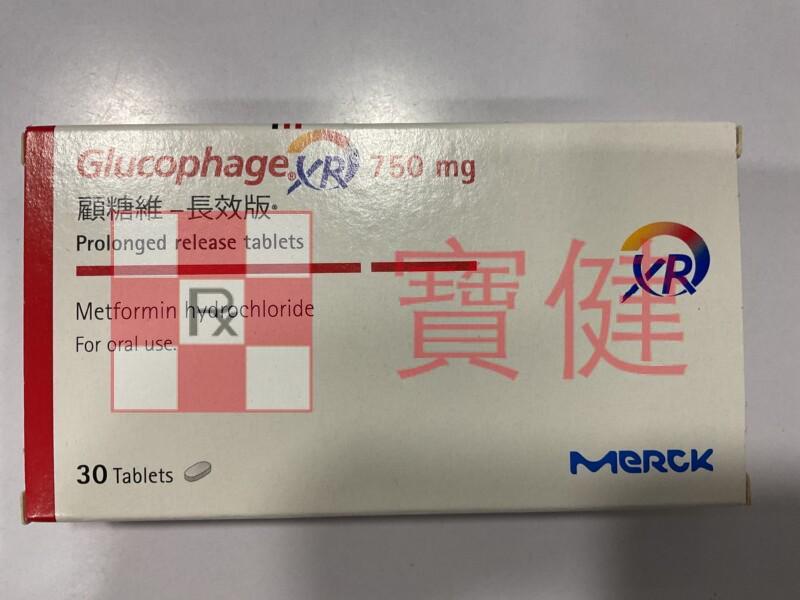 Glucophage® XR 750 mg
顧糖維-長效版®
Prolonged release tablets
XR
寶健
Metformin hydrochloride
Rx
For oral use.
30 Tablets
MERCK